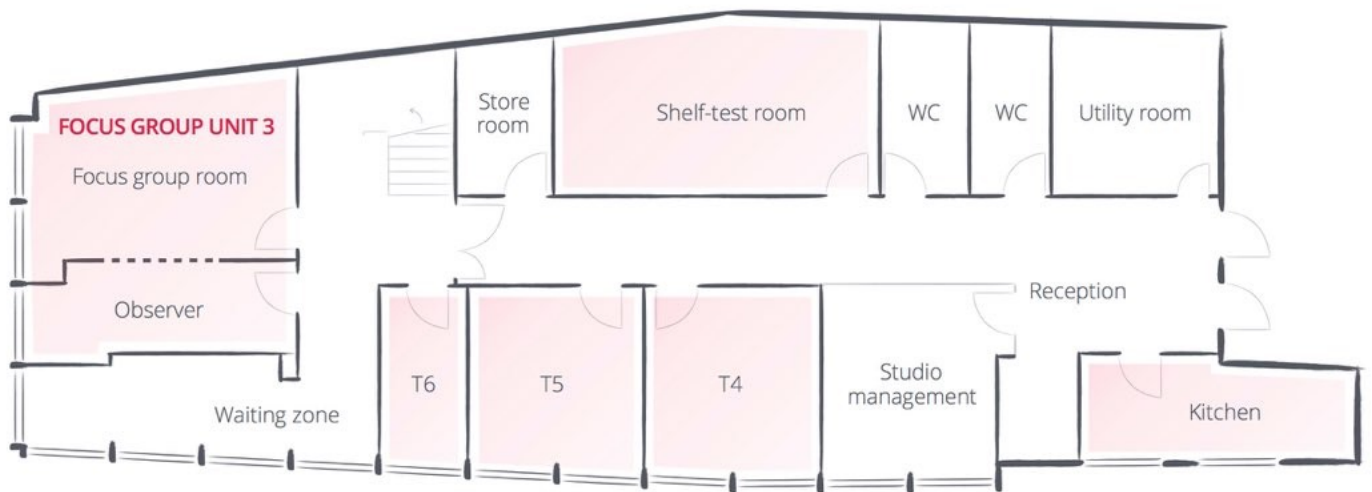 FOCUS GROUP UNIT 3
Focus group room
Observer
Waiting zone
Store
room
Shelf-test room
WC
WC
Utility room
Reception
T6
T5
T4
Studio
management
Kitchen